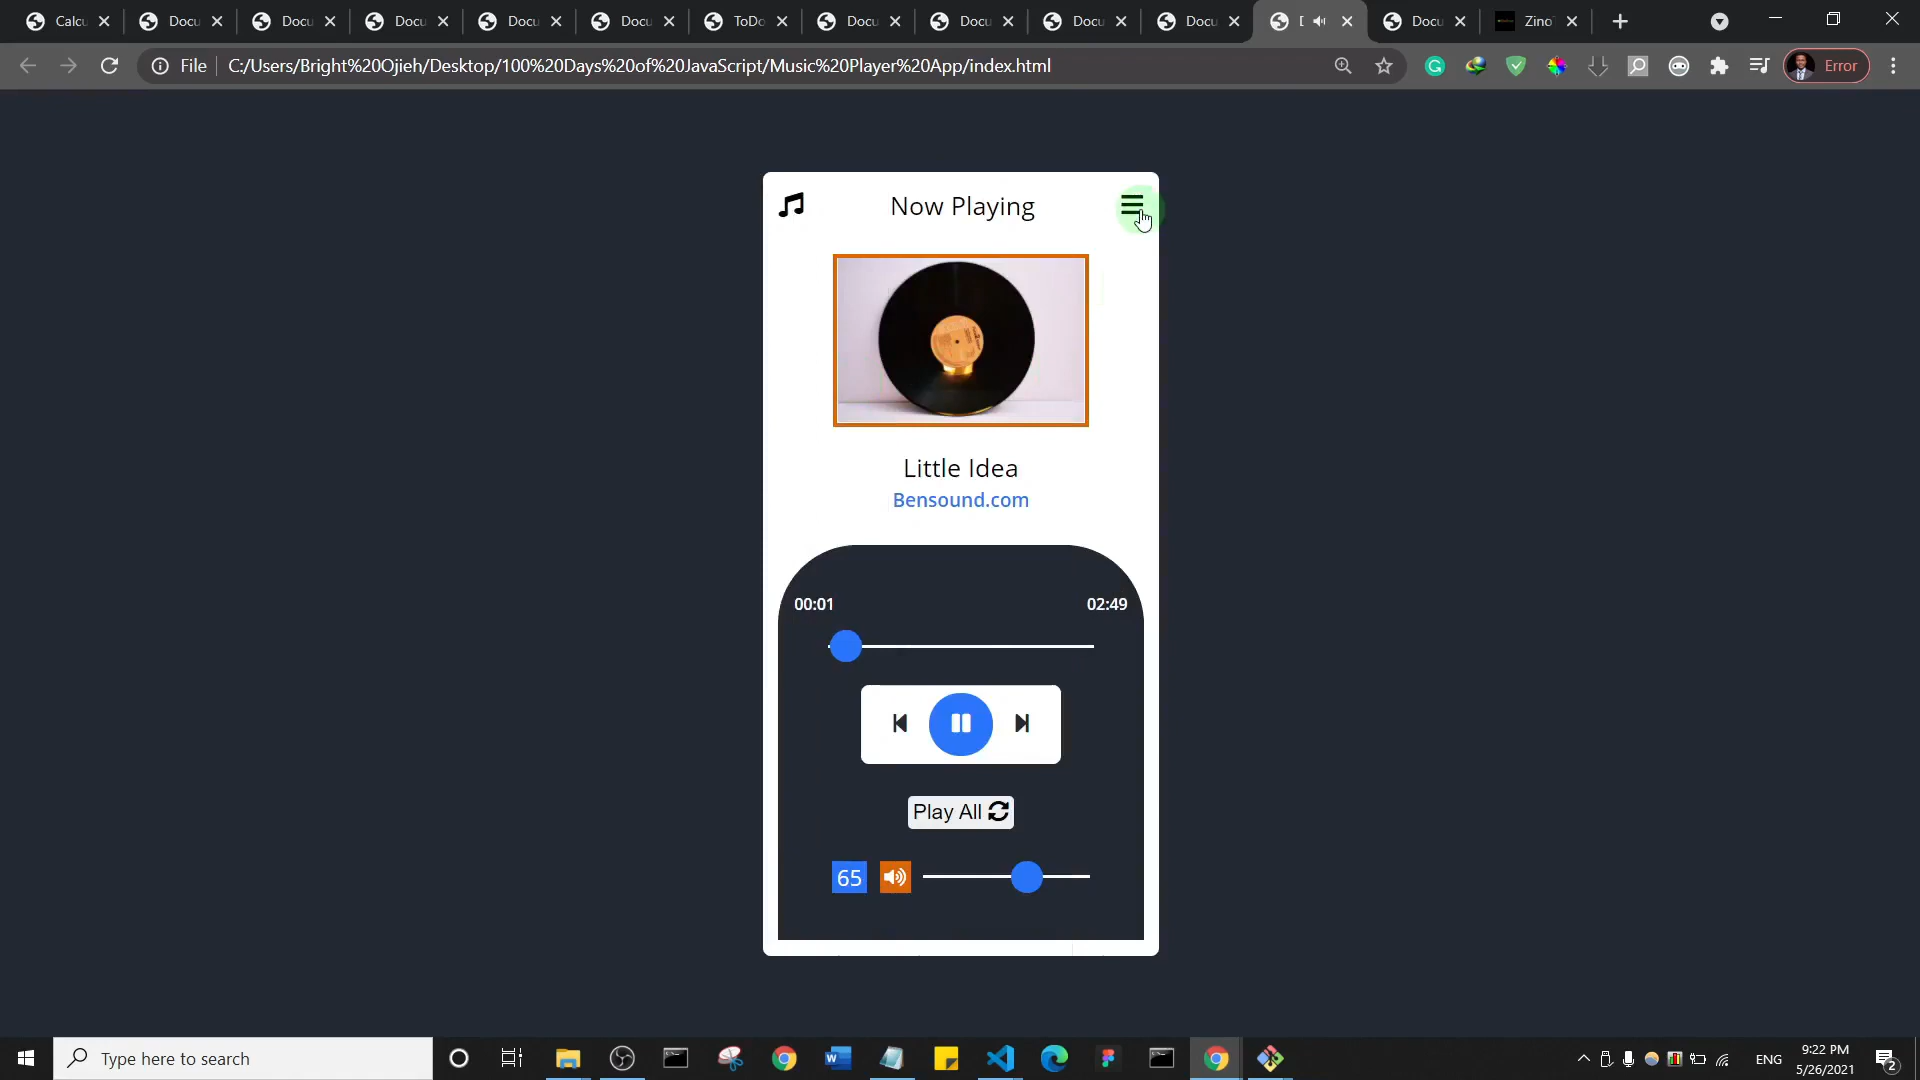 Calcu
Docu
Docu
Docu
Docu
Docu
ToDo
Docu
Docu
Docu
Docu
Docu
Zino
File
C:/Users/Bright%20Ojieh/Desktop/100%20Days%20of%20JavaScript/Music%20Player%20App/index.html
Error
Now Playing
Little Idea
Bensound.com
00:01
02:49
Play All
65
Type here to search
ENG
9:22 PM
5/26/2021
2